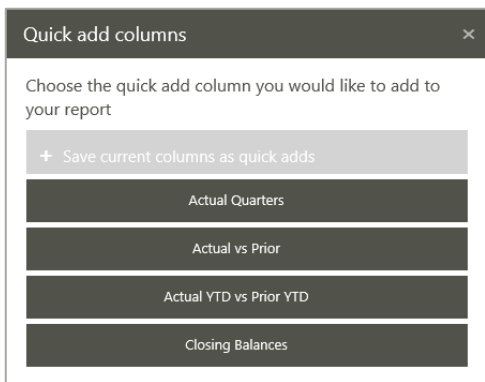 Quick add columns ×
Choose the quick add column you would like to add to
your report
+ Save current columns as quick adds
Actual Quarters
Actual vs Prior
Actual YTD vs Prior YTD
Closing Balances